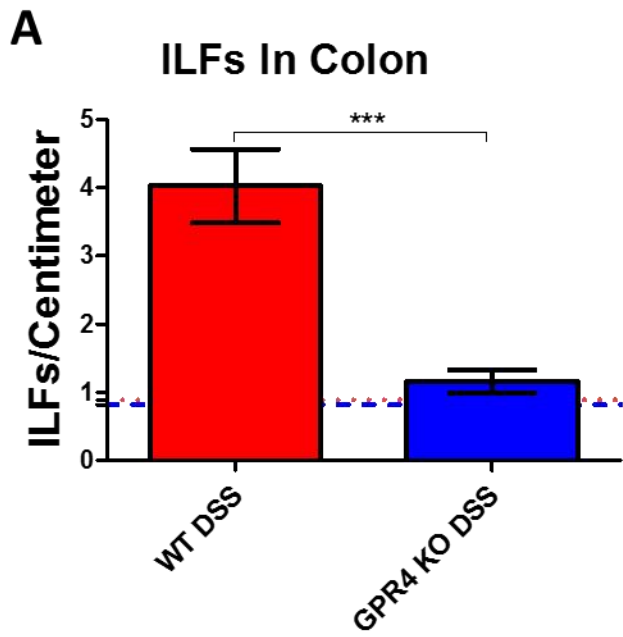 A
ILFs In Colon
***
ILFs/Centimeter
5
4
3
2
1
0
WT DSS
GPR4 KO DSS